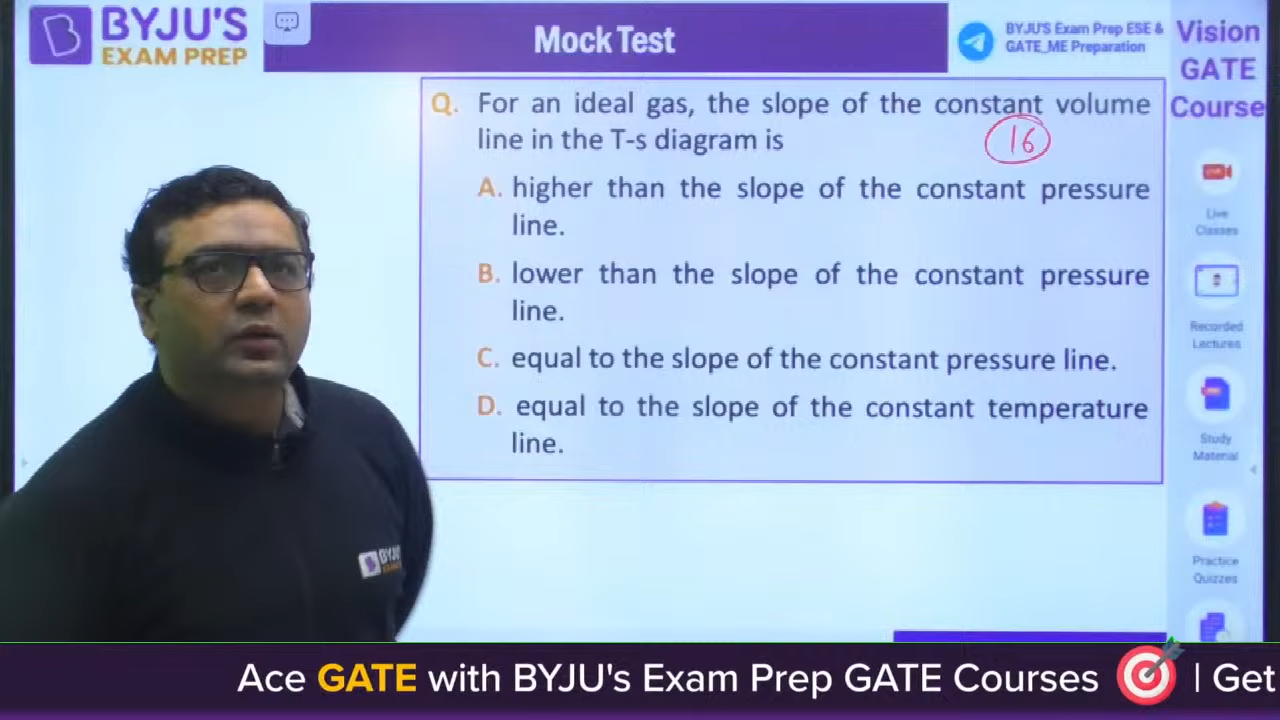 BYJU'S
EXAM PREP
Mock Test
BYJU'S Exam Prep ESE &
GATE_ME Preparation
Vision
GATE
Course
Q. For an ideal gas, the slope of the constant volume
line in the T-s diagram is
16
A. higher than the slope of the constant pressure
line.
B. lower than the slope of the constant pressure
line.
C. equal to the slope of the constant pressure line.
D. equal to the slope of the constant temperature
line.
Live
Classes
Recorded
Lectures
Study
Material
Practice
Quizzes
BYJU
Ace GATE with BYJU's Exam Prep GATE Courses | Get